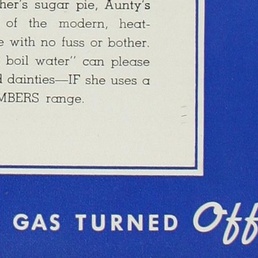 her's sugar pie, Aunty's
of the modern, heat-
e with no fuss or bother.
boil water" can please
d dainties—IF she uses a
MBERS range.
GAS TURNED Off